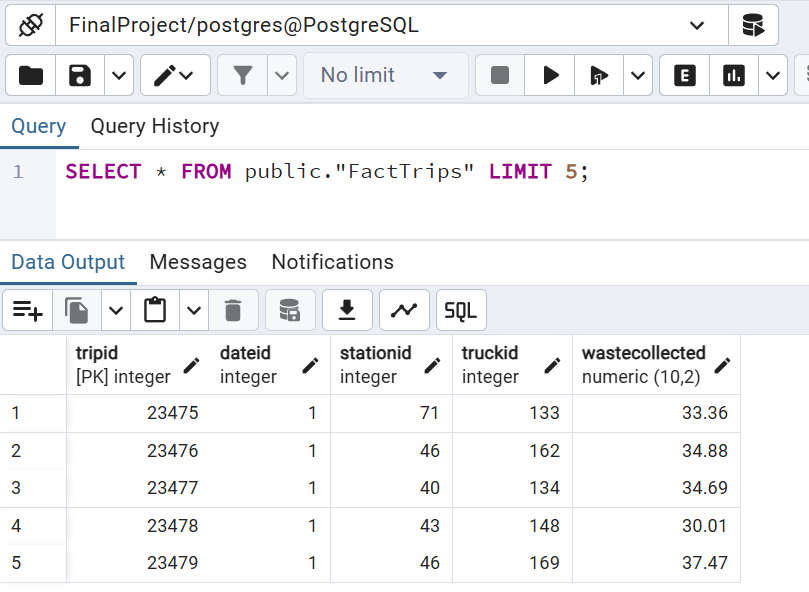 FinalProject/postgres@PostgreSQL
No limit
E
Query Query History
1 SELECT * FROM public."FactTrips" LIMIT 5;
Data Output Messages Notifications
SQL
tripid dateid stationid truckid wastecollected
[PK] integer integer integer integer numeric (10,2)
1 23475 1 71 133 33.36
2 23476 1 46 162 34.88
3 23477 1 40 134 34.69
4 23478 1 43 148 30.01
5 23479 1 46 169 37.47